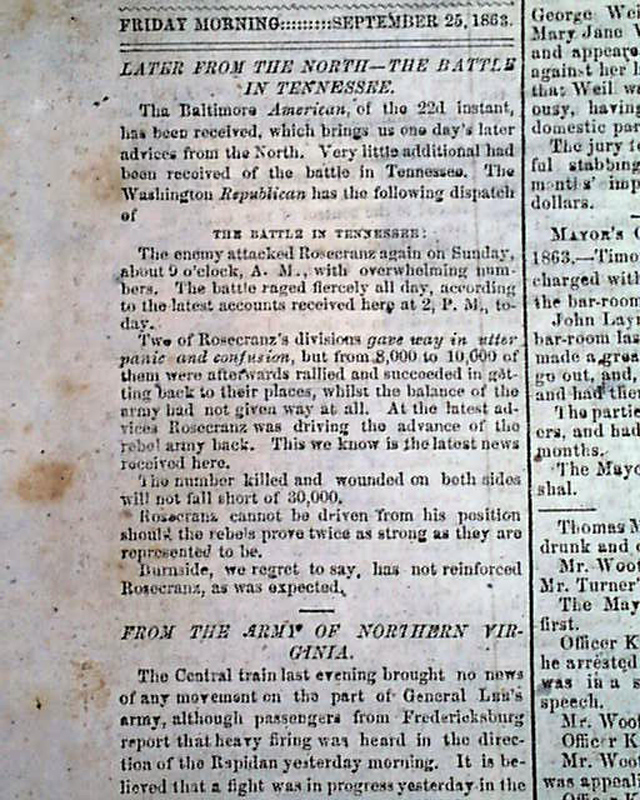 FRIDAY MORNING:::::::::SEPTEMBER 25, 1863.
LATER FROM THE NORTH—THE BATTLE
IN TENNESSEE.
The Baltimore American, of the 22d instant,
has been received, which brings us one day's later
advices from the North. Very little additional had
been received of the battle in Tennessee. The
Washington Republican has the following dispatch
of
THE BATTLE IN TENNESSEE:
The enemy attacked Rosecranz again on Sunday,
about 9 o'clock, A. M., with overwhelming num-
bers. The battle raged fiercely all day, according
to the latest accounts received here at 2, P. M., to-
day.
Two of Rosecranz's divisions gave way in utter
panic and confusion, but from 8,000 to 10,000 of
them were afterwards rallied and succeeded in get-
ting back to their places, whilst the balance of the
army had not given way at all. At the latest ad-
vices Rosecranz was driving the advance of the
rebel army back. This we know is the latest news
received here.
The number killed and wounded on both sides
will not fall short of 30,000.
Rosecranz cannot be driven from his position
should the rebels prove twice as strong as they are
represented to be.
Burnside, we regret to say, has not reinforced
Rosecranz, as was expected.
FROM THE ARMY OF NORTHERN VIR-
GINIA.
The Central train last evening brought no news
of any movement on the part of General LEE's
army, although passengers from Fredericksburg
report that heavy firing was heard in the direc-
tion of the Rapidan yesterday morning. It is be-
lieved that a fight was in progress yesterday in the
George Wei
Mary Jane
and appeare
against her
that Weil we
ousy, having
domestic par
The jury
ful stabbing
months' imp
dollars.
MAYOR'S C
1863.—Timo
charged with
the bar-room
John Lay
bar-room las
made a grea
go out, and,
and had the
The partie
ers, and had
months.
The Mayo
shal.
Thomas M
drunk and
Mr. Woot
Mr. Turner'
The May
first.
Officer K
he arrested
was in a s
speech.
Mr. Woo
Officer K
Mr. Woo
was appeal